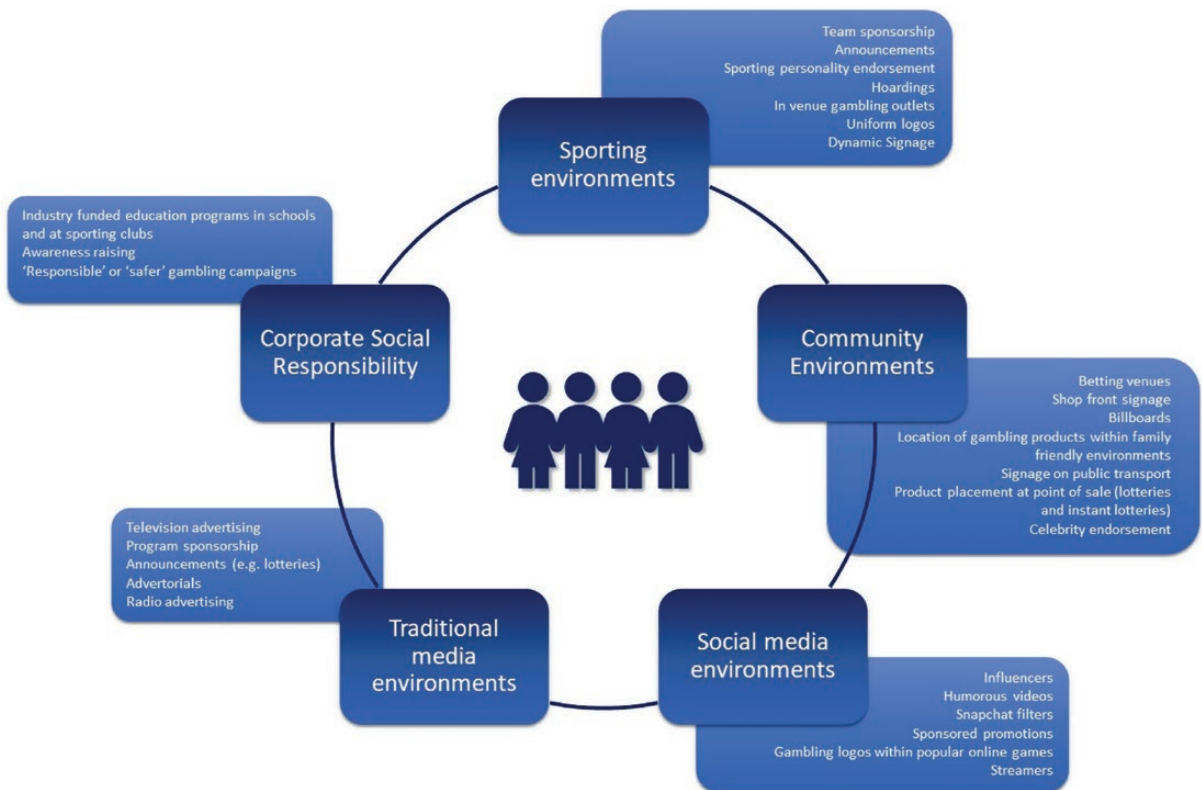 Team sponsorship
Announcements
Sporting personality endorsement
Hoardings
In venue gambling outlets
Uniform logos
Dynamic Signage
Sporting
environments
Industry funded education programs in schools
and at sporting clubs
Awareness raising
‘Responsible’ or ‘safer’ gambling campaigns
Corporate Social
Responsibility
Community
Environments
Betting venues
Shop front signage
Billboards
Location of gambling products within family
friendly environments
Signage on public transport
Product placement at point of sale (lotteries
and instant lotteries)
Celebrity endorsement
Television advertising
Program sponsorship
Announcements (e.g. lotteries)
Advertorials
Radio advertising
Traditional
media
environments
Social media
environments
Influencers
Humorous videos
Snapchat filters
Sponsored promotions
Gambling logos within popular online games
Streamers